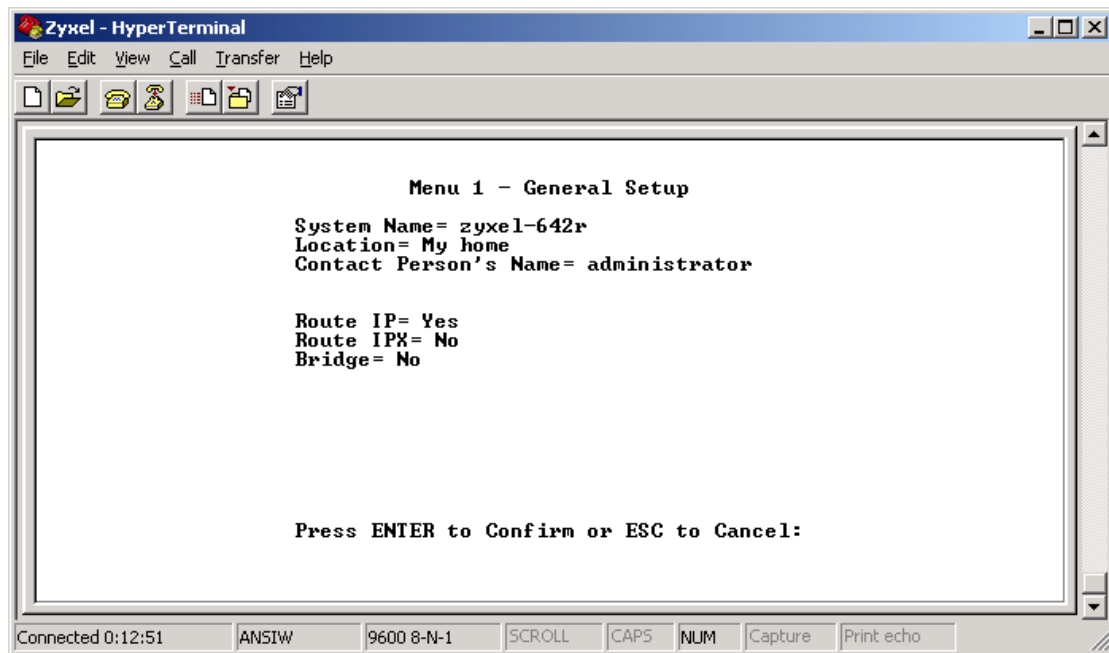 Zyxel - HyperTerminal
File Edit View Call Transfer Help
Menu 1 - General Setup
System Name= zyxel-642r
Location= My home
Contact Person's Name= administrator
Route IP= Yes
Route IPX= No
Bridge= No
Press ENTER to Confirm or ESC to Cancel:
Connected 0:12:51 ANSIW 9600 8-N-1 SCROLL CAPS NUM Capture Print echo